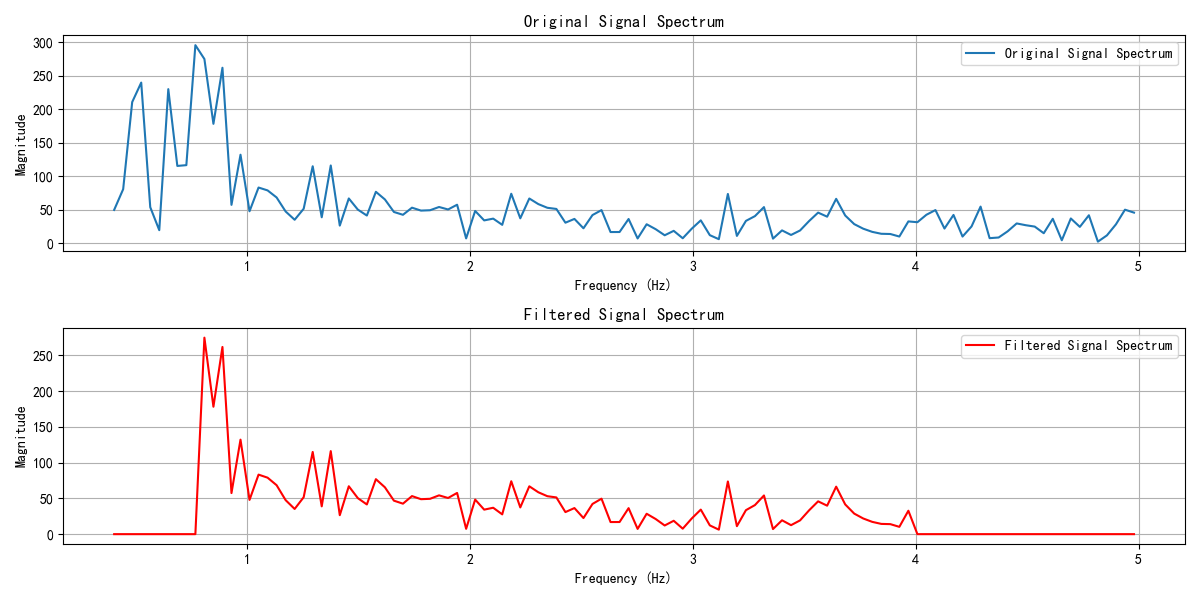 Original Signal Spectrum
Original Signal Spectrum
300
250
200
150
100
50
0
Magnitude
1 2 3 4 5
Frequency (Hz)
Filtered Signal Spectrum
Filtered Signal Spectrum
250
200
150
100
50
0
Magnitude
1 2 3 4 5
Frequency (Hz)